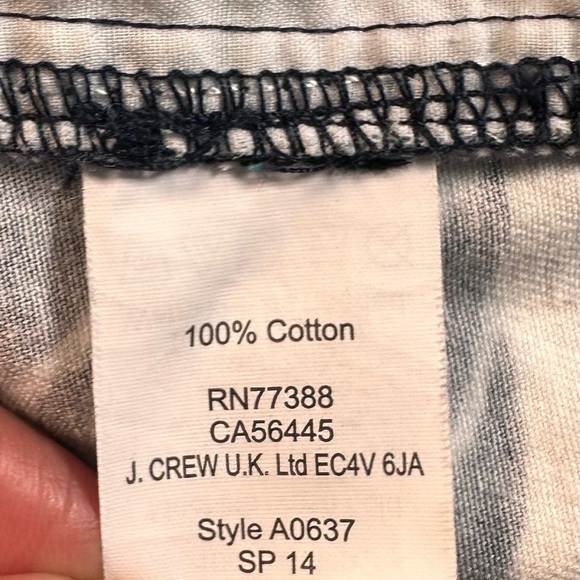 100% Cotton
RN77388
CA56445
J. CREW U.K. Ltd EC4V 6JA
Style A0637
SP 14